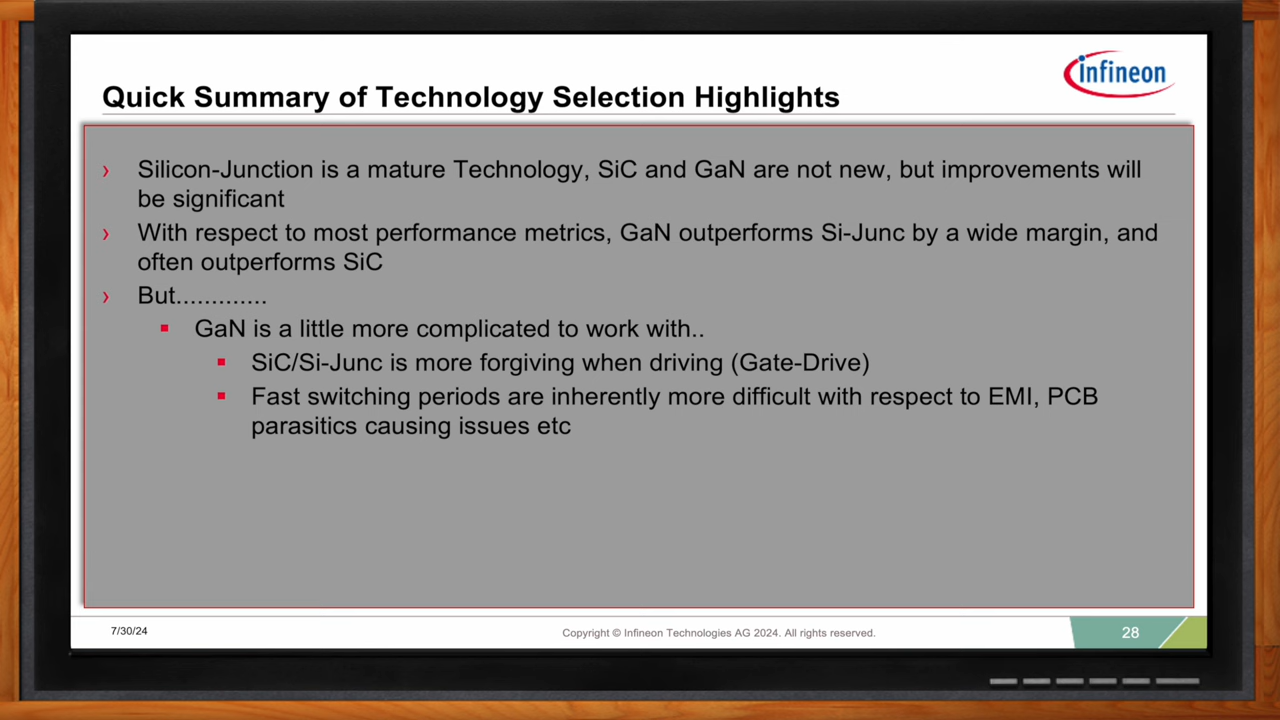 infineon
Quick Summary of Technology Selection Highlights
› Silicon-Junction is a mature Technology, SiC and GaN are not new, but improvements will
be significant
› With respect to most performance metrics, GaN outperforms Si-Junc by a wide margin, and
often outperforms SiC
› But.............
▪ GaN is a little more complicated to work with..
▪ SiC/Si-Junc is more forgiving when driving (Gate-Drive)
▪ Fast switching periods are inherently more difficult with respect to EMI, PCB
parasitics causing issues etc
7/30/24
Copyright © Infineon Technologies AG 2024. All rights reserved.
28